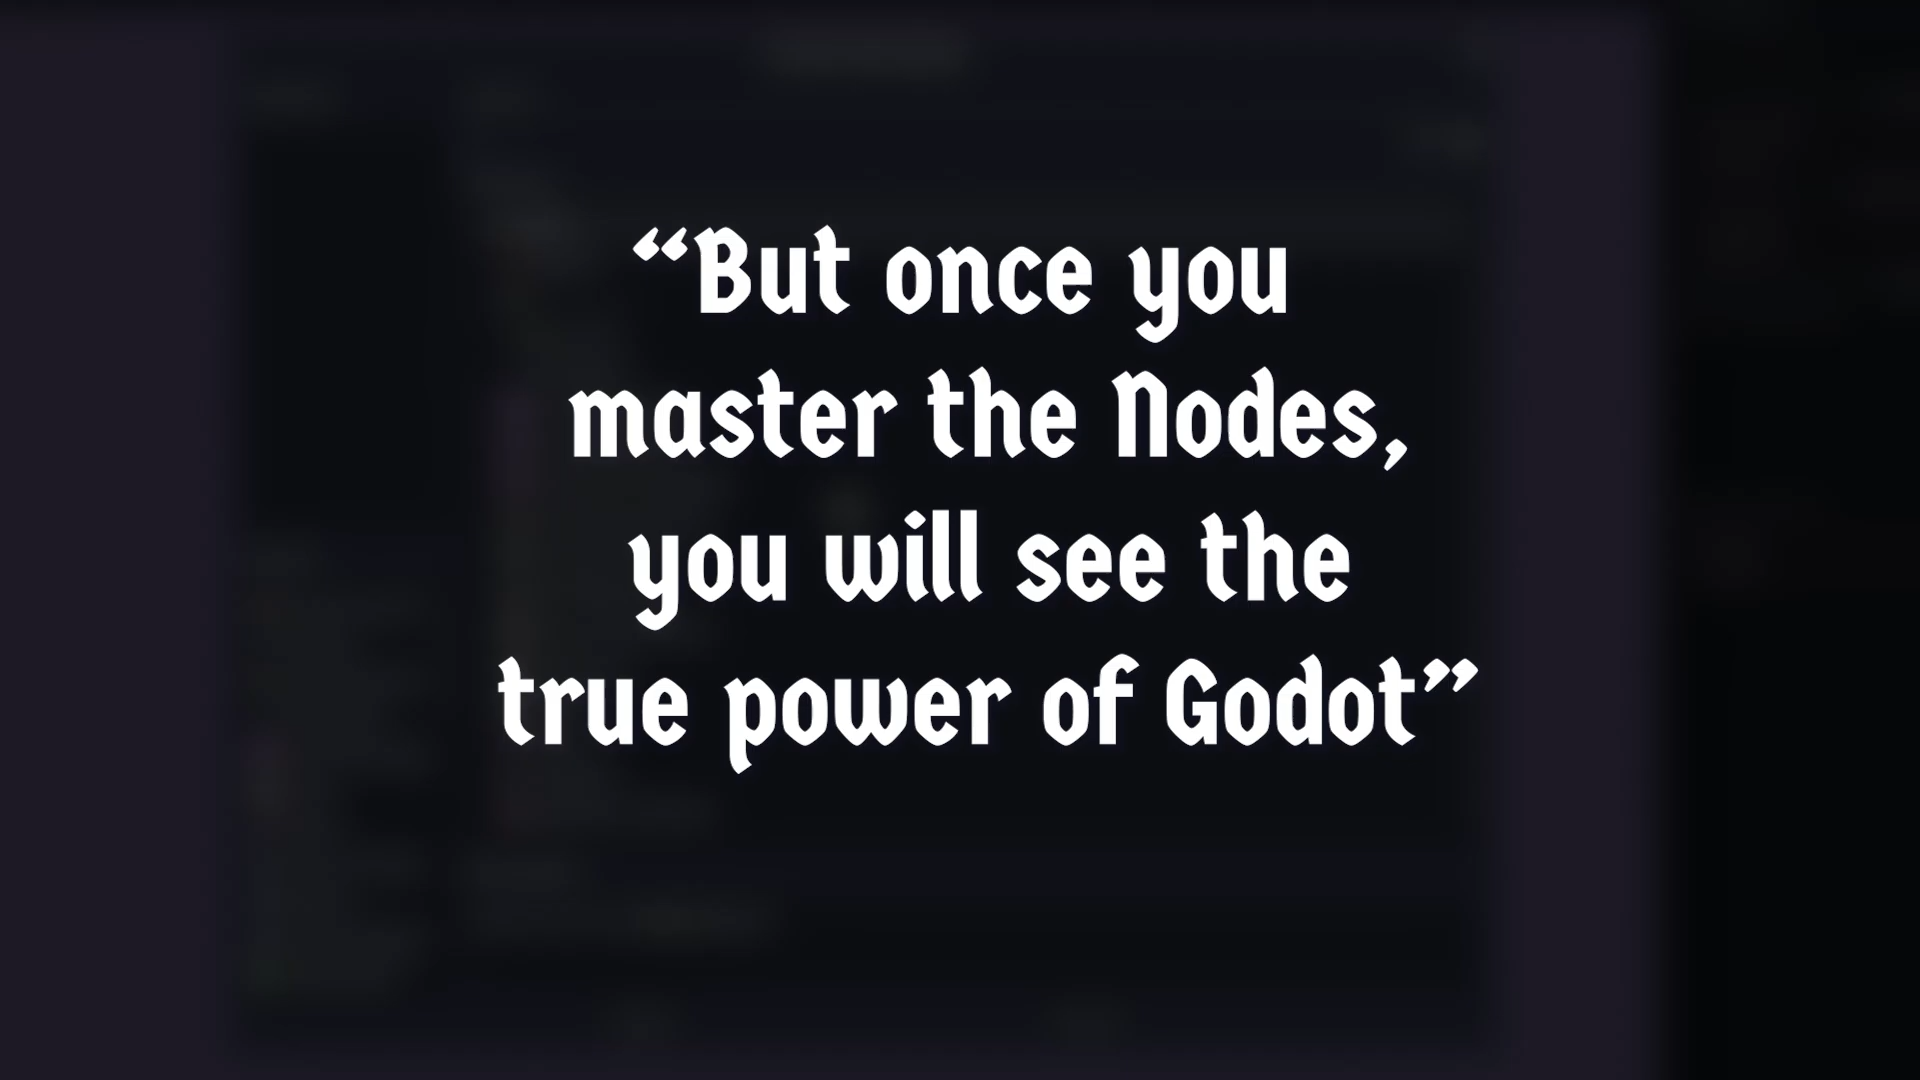 “But once you
master the Nodes,
you will see the
true power of Godot”